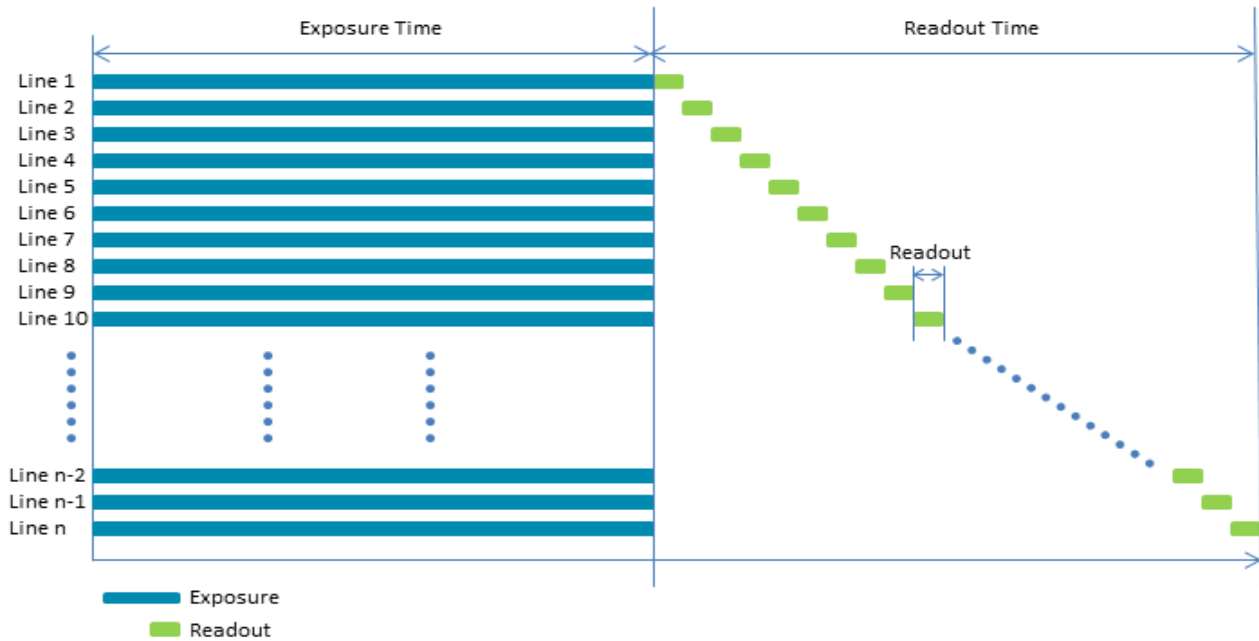 Exposure Time
Readout Time
Line 1
Line 2
Line 3
Line 4
Line 5
Line 6
Line 7
Line 8
Readout
Line 9
Line 10
Line n-2
Line n-1
Line n
Exposure
Readout